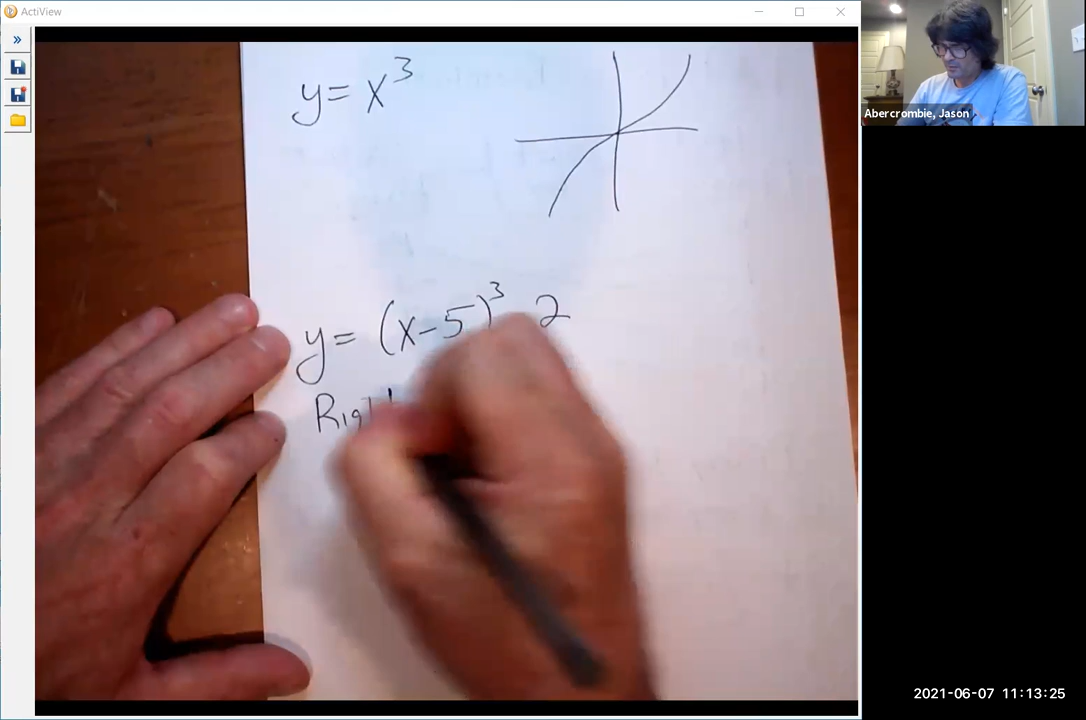 ActiView
»
y = x³
y = (x-5)³ 2
Abercrombie, Jason
2021-06-07 11:13:25